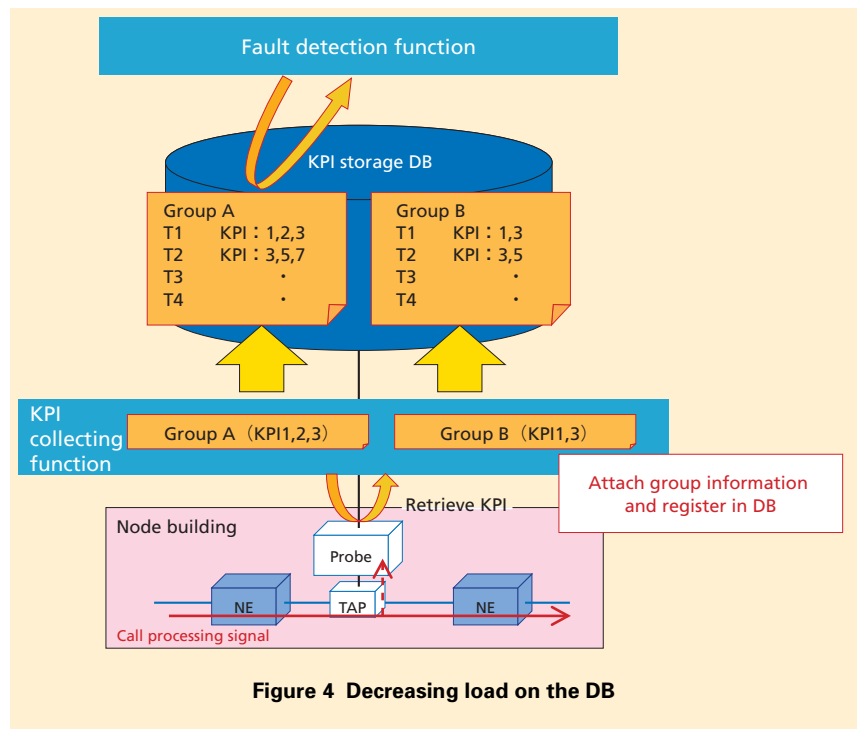 Fault detection function
KPI storage DB
Group A
T1 KPI：1,2,3
T2 KPI：3,5,7
T3 ・
T4 ・
Group B
T1 KPI：1,3
T2 KPI：3,5
T3 ・
T4 ・
KPI
collecting
function
Group A（KPI1,2,3）
Group B（KPI1,3）
Attach group information
and register in DB
Retrieve KPI
Node building
Probe
NE
TAP
NE
Call processing signal
Figure 4 Decreasing load on the DB